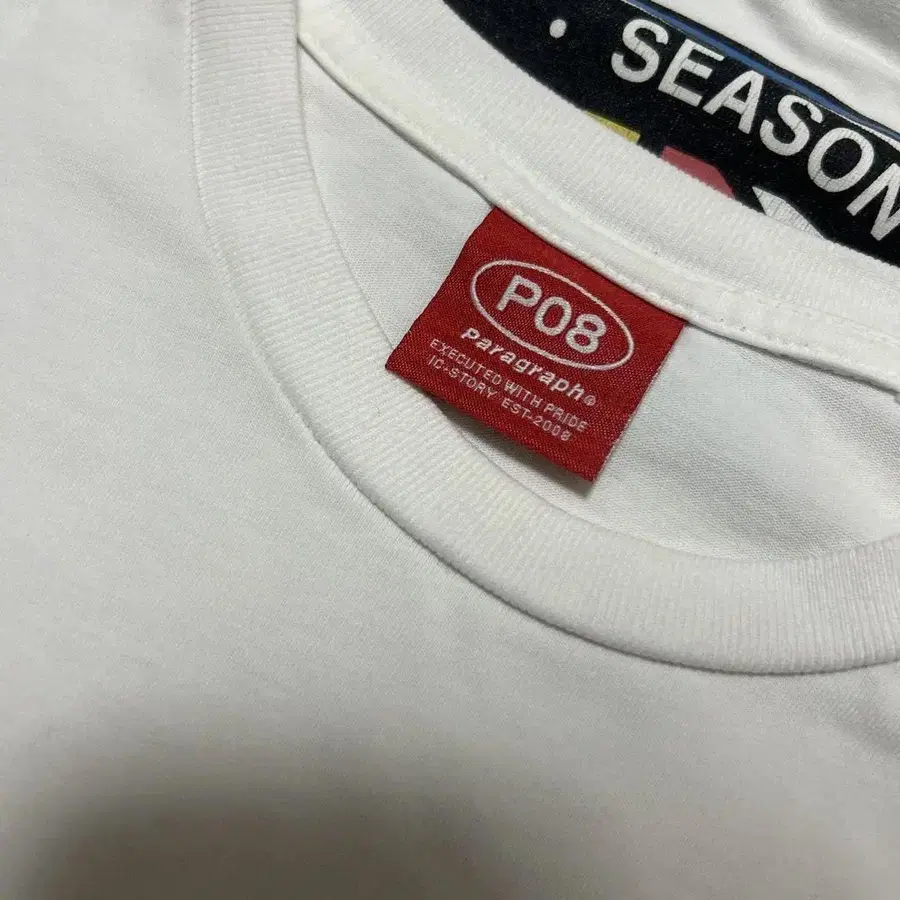 SEASON
P08
Paragraph®
EXECUTED WITH PRIDE
IC-STORY EST-2008